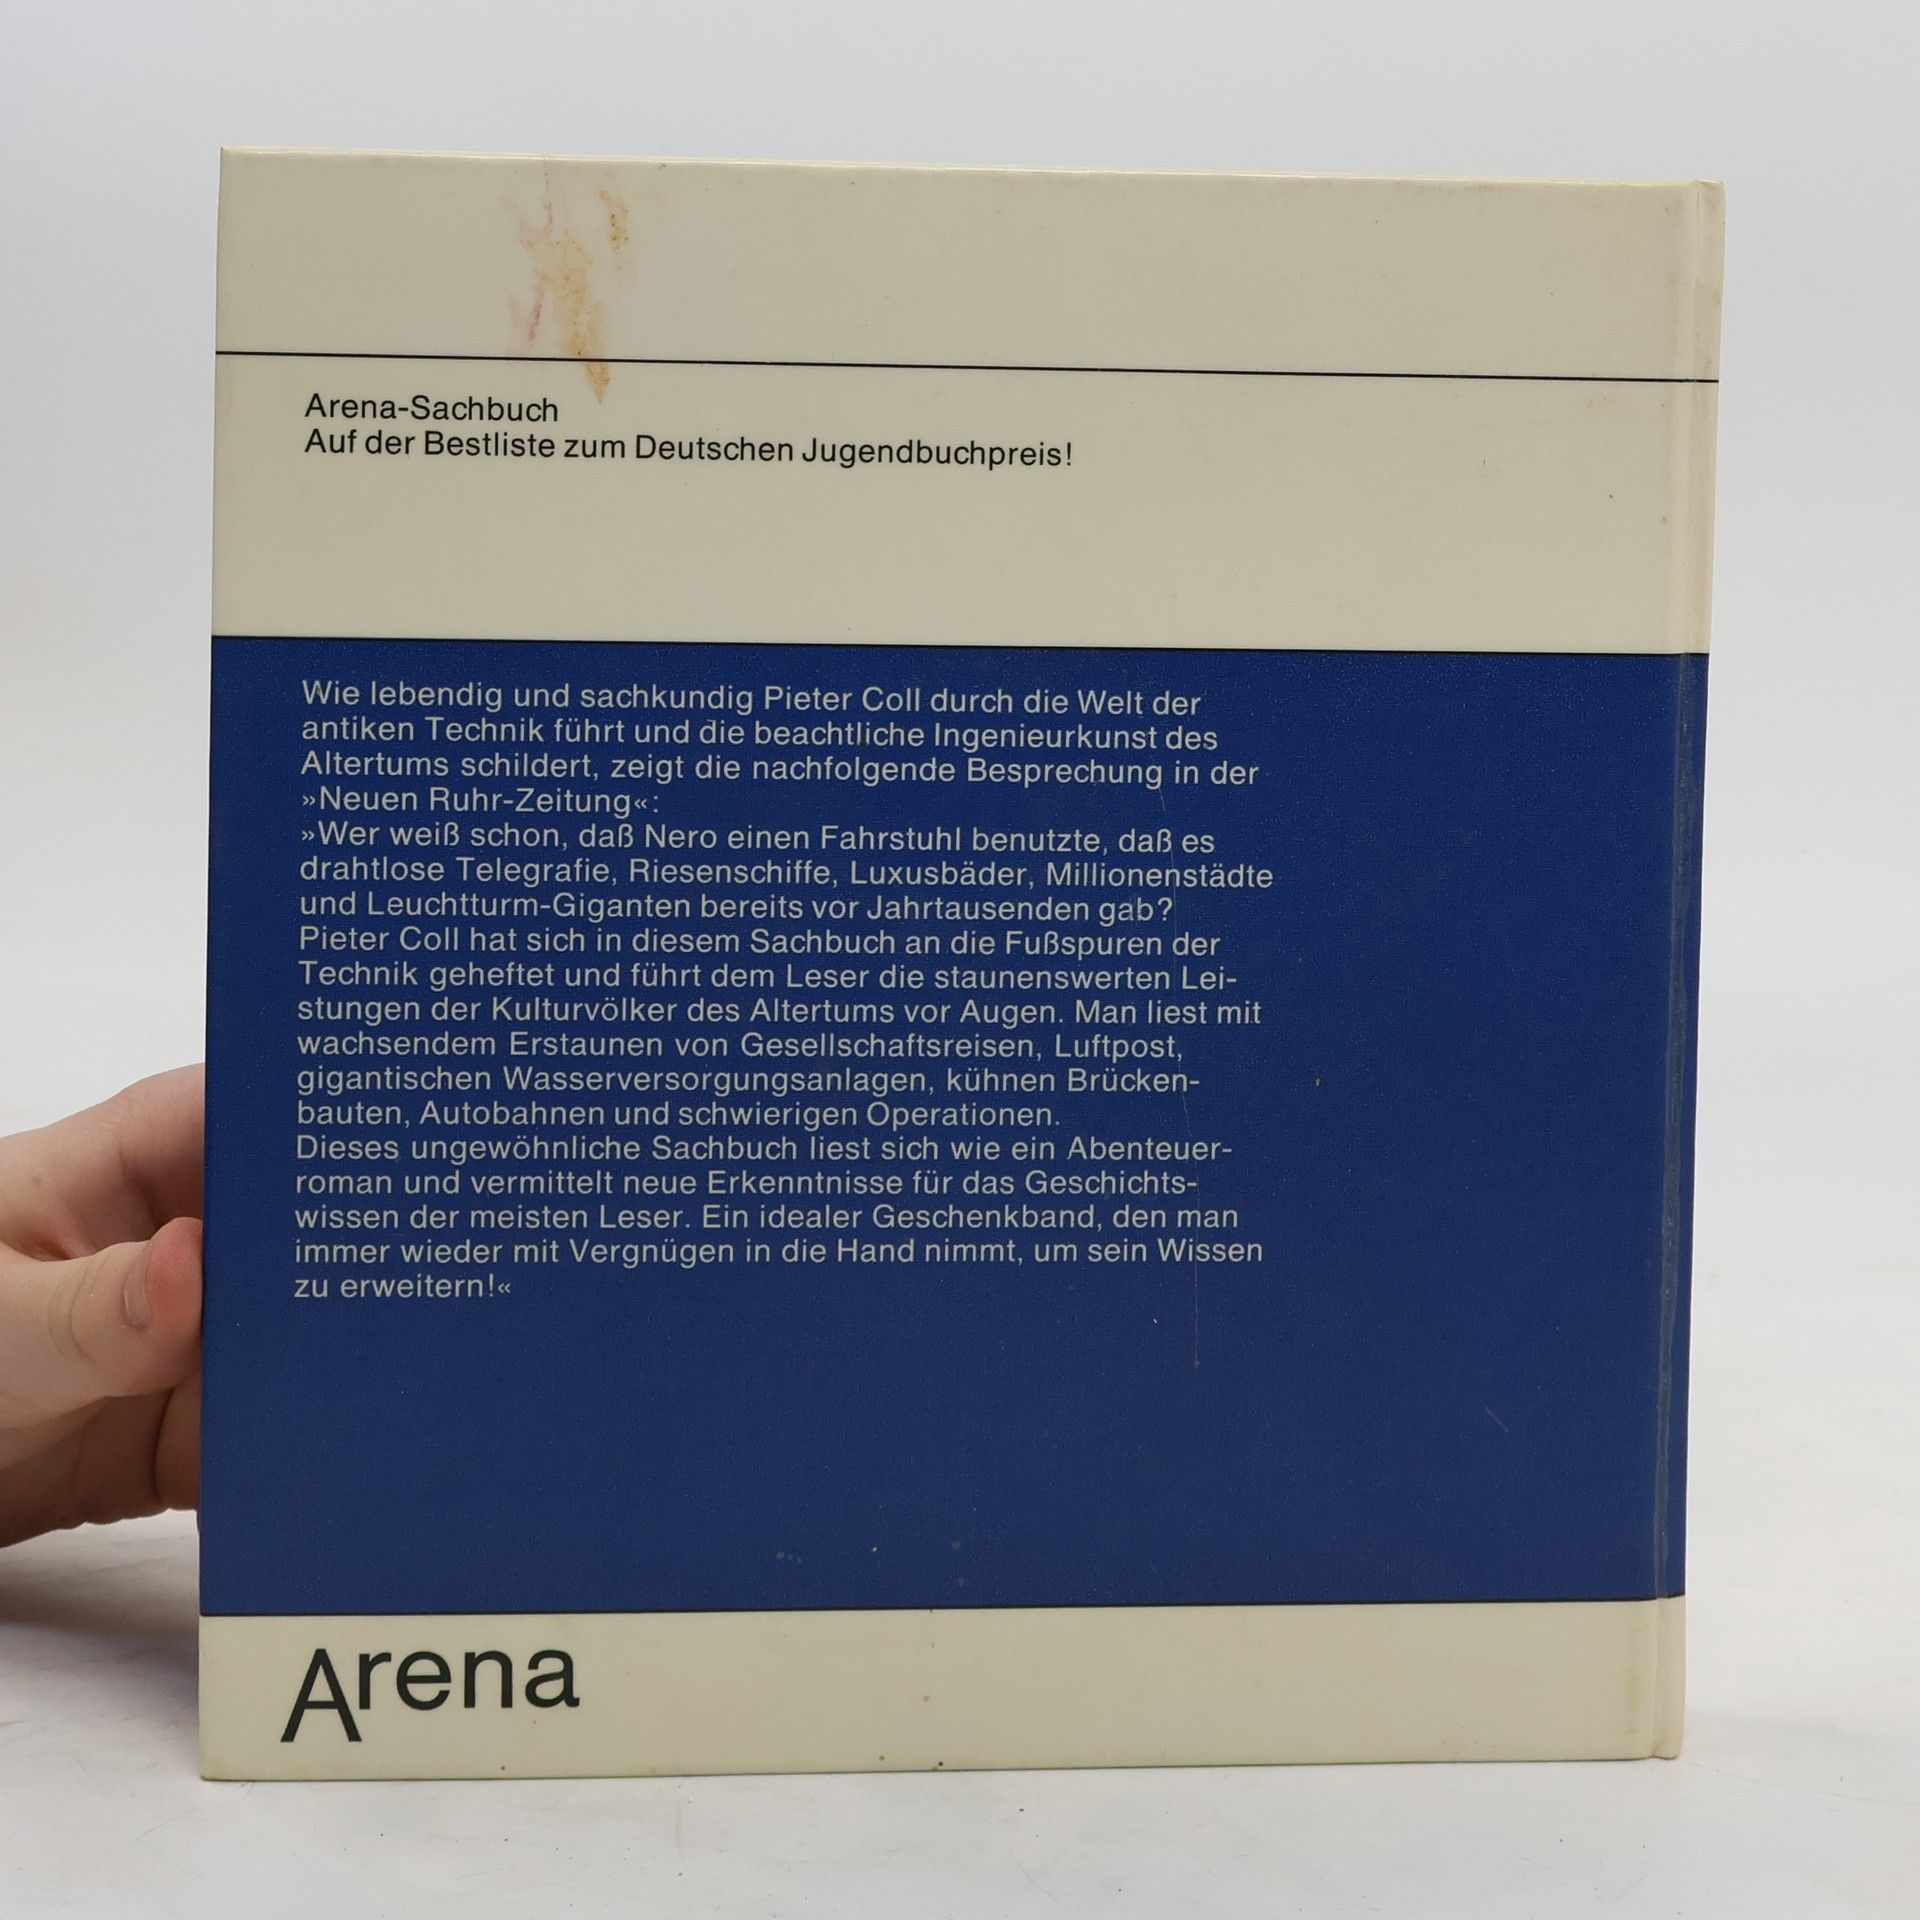 Arena-Sachbuch
Auf der Bestliste zum Deutschen Jugendbuchpreis!
Wie lebendig und sachkundig Pieter Coll durch die Welt der
antiken Technik führt und die beachtliche Ingenieurkunst des
Altertums schildert, zeigt die nachfolgende Besprechung in der
»Neuen Ruhr-Zeitung«:
»Wer weiß schon, daß Nero einen Fahrstuhl benutzte, daß es
drahtlose Telegrafie, Riesenschiffe, Luxusbäder, Millionenstädte
und Leuchtturm-Giganten bereits vor Jahrtausenden gab?
Pieter Coll hat sich in diesem Sachbuch an die Fußspuren der
Technik geheftet und führt dem Leser die staunenswerten Lei-
stungen der Kulturvölker des Altertums vor Augen. Man liest mit
wachsendem Erstaunen von Gesellschaftsreisen, Luftpost,
gigantischen Wasserversorgungsanlagen, kühnen Brücken-
bauten, Autobahnen und schwierigen Operationen.
Dieses ungewöhnliche Sachbuch liest sich wie ein Abenteuer-
roman und vermittelt neue Erkenntnisse für das Geschichts-
wissen der meisten Leser. Ein idealer Geschenkband, den man
immer wieder mit Vergnügen in die Hand nimmt, um sein Wissen
zu erweitern!«
Arena